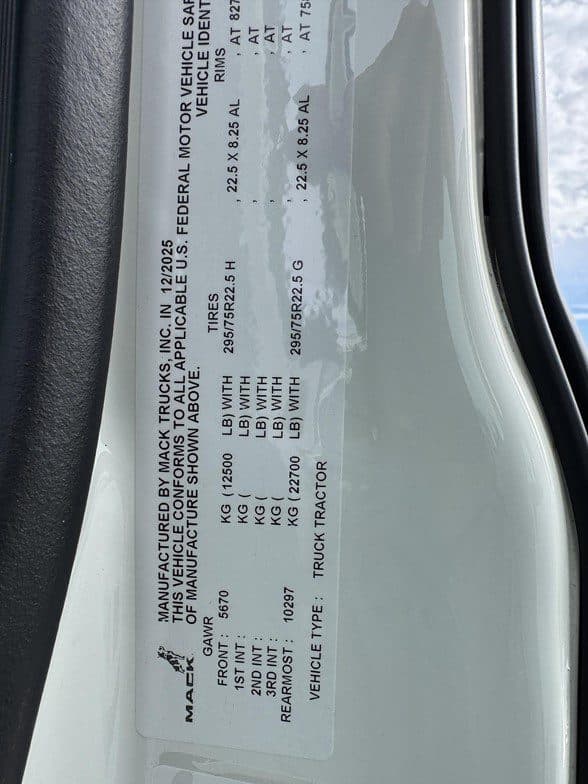 MACK
MANUFACTURED BY MACK TRUCKS, INC. IN 12/2025
THIS VEHICLE CONFORMS TO ALL APPLICABLE U.S. FEDERAL MOTOR VEHICLE SAF
OF MANUFACTURE SHOWN ABOVE. VEHICLE IDENT
GAWR TIRES RIMS
FRONT : 5670 KG (12500 LB) WITH 295/75R22.5 H , 22.5 X 8.25 AL , AT 827
1ST INT : KG ( LB) WITH , , AT
2ND INT : KG ( LB) WITH , , AT
3RD INT : KG ( LB) WITH , , AT
REARMOST : 10297 KG ( 22700 LB) WITH 295/75R22.5 G , 22.5 X 8.25 AL , AT 758
VEHICLE TYPE : TRUCK TRACTOR